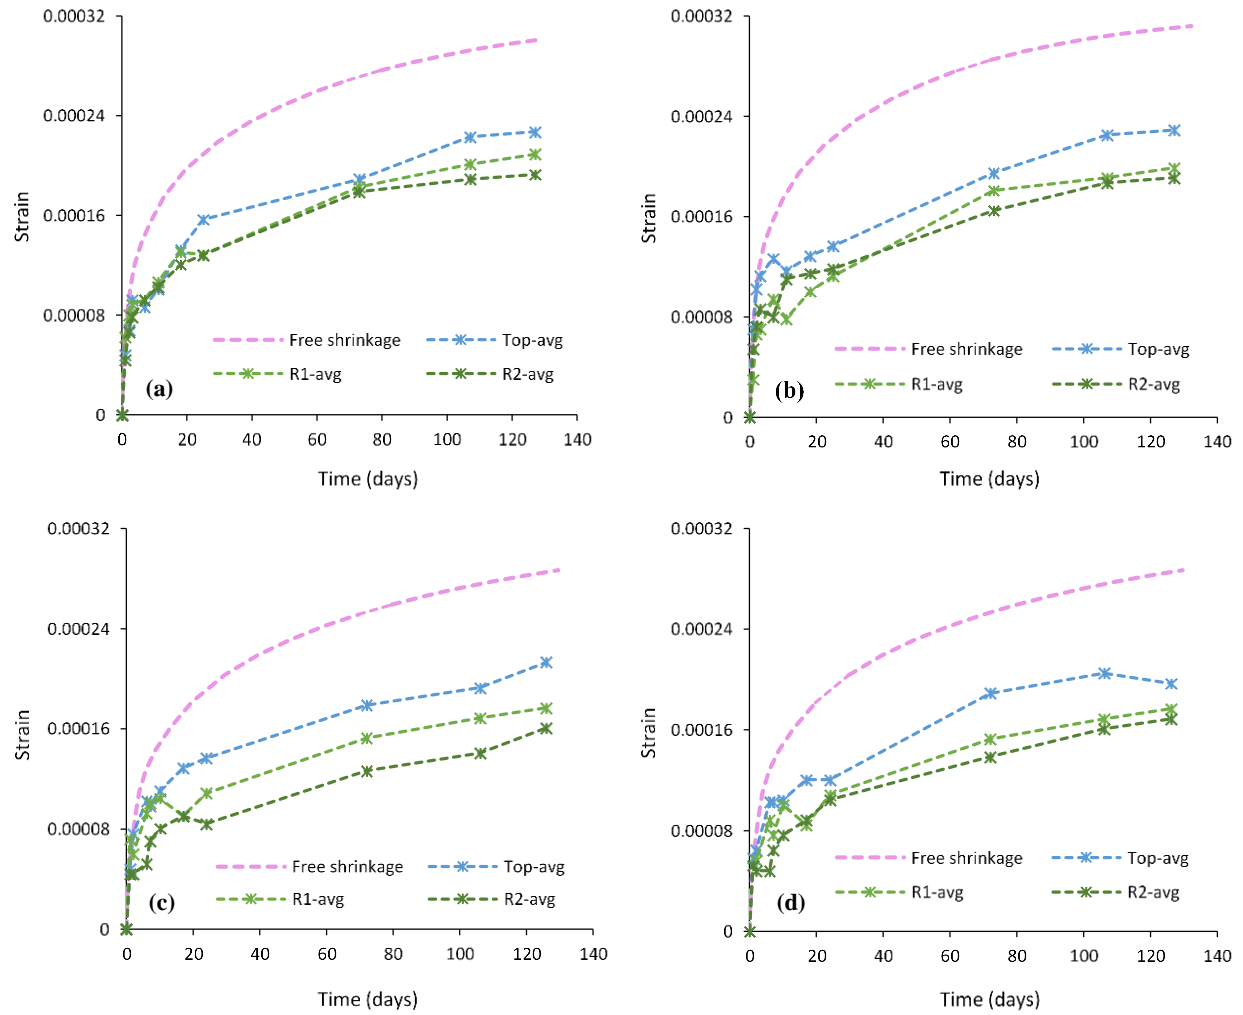 0.00032
0.00024
0.00016
0.00008
0
Strain
Free shrinkage
Top-avg
R1-avg
R2-avg
(a)
0 20 40 60 80 100 120 140
Time (days)
0.00032
0.00024
0.00016
0.00008
0
Strain
Free shrinkage
Top-avg
R1-avg
R2-avg
(b)
0 20 40 60 80 100 120 140
Time (days)
0.00032
0.00024
0.00016
0.00008
0
Strain
Free shrinkage
Top-avg
R1-avg
R2-avg
(c)
0 20 40 60 80 100 120 140
Time (days)
0.00032
0.00024
0.00016
0.00008
0
Strain
Free shrinkage
Top-avg
R1-avg
R2-avg
(d)
0 20 40 60 80 100 120 140
Time (days)